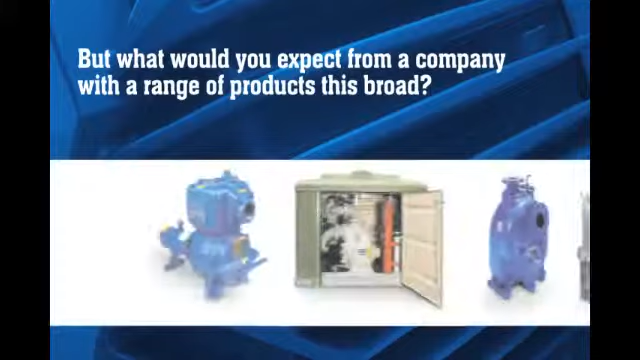 But what would you expect from a company
with a range of products this broad?